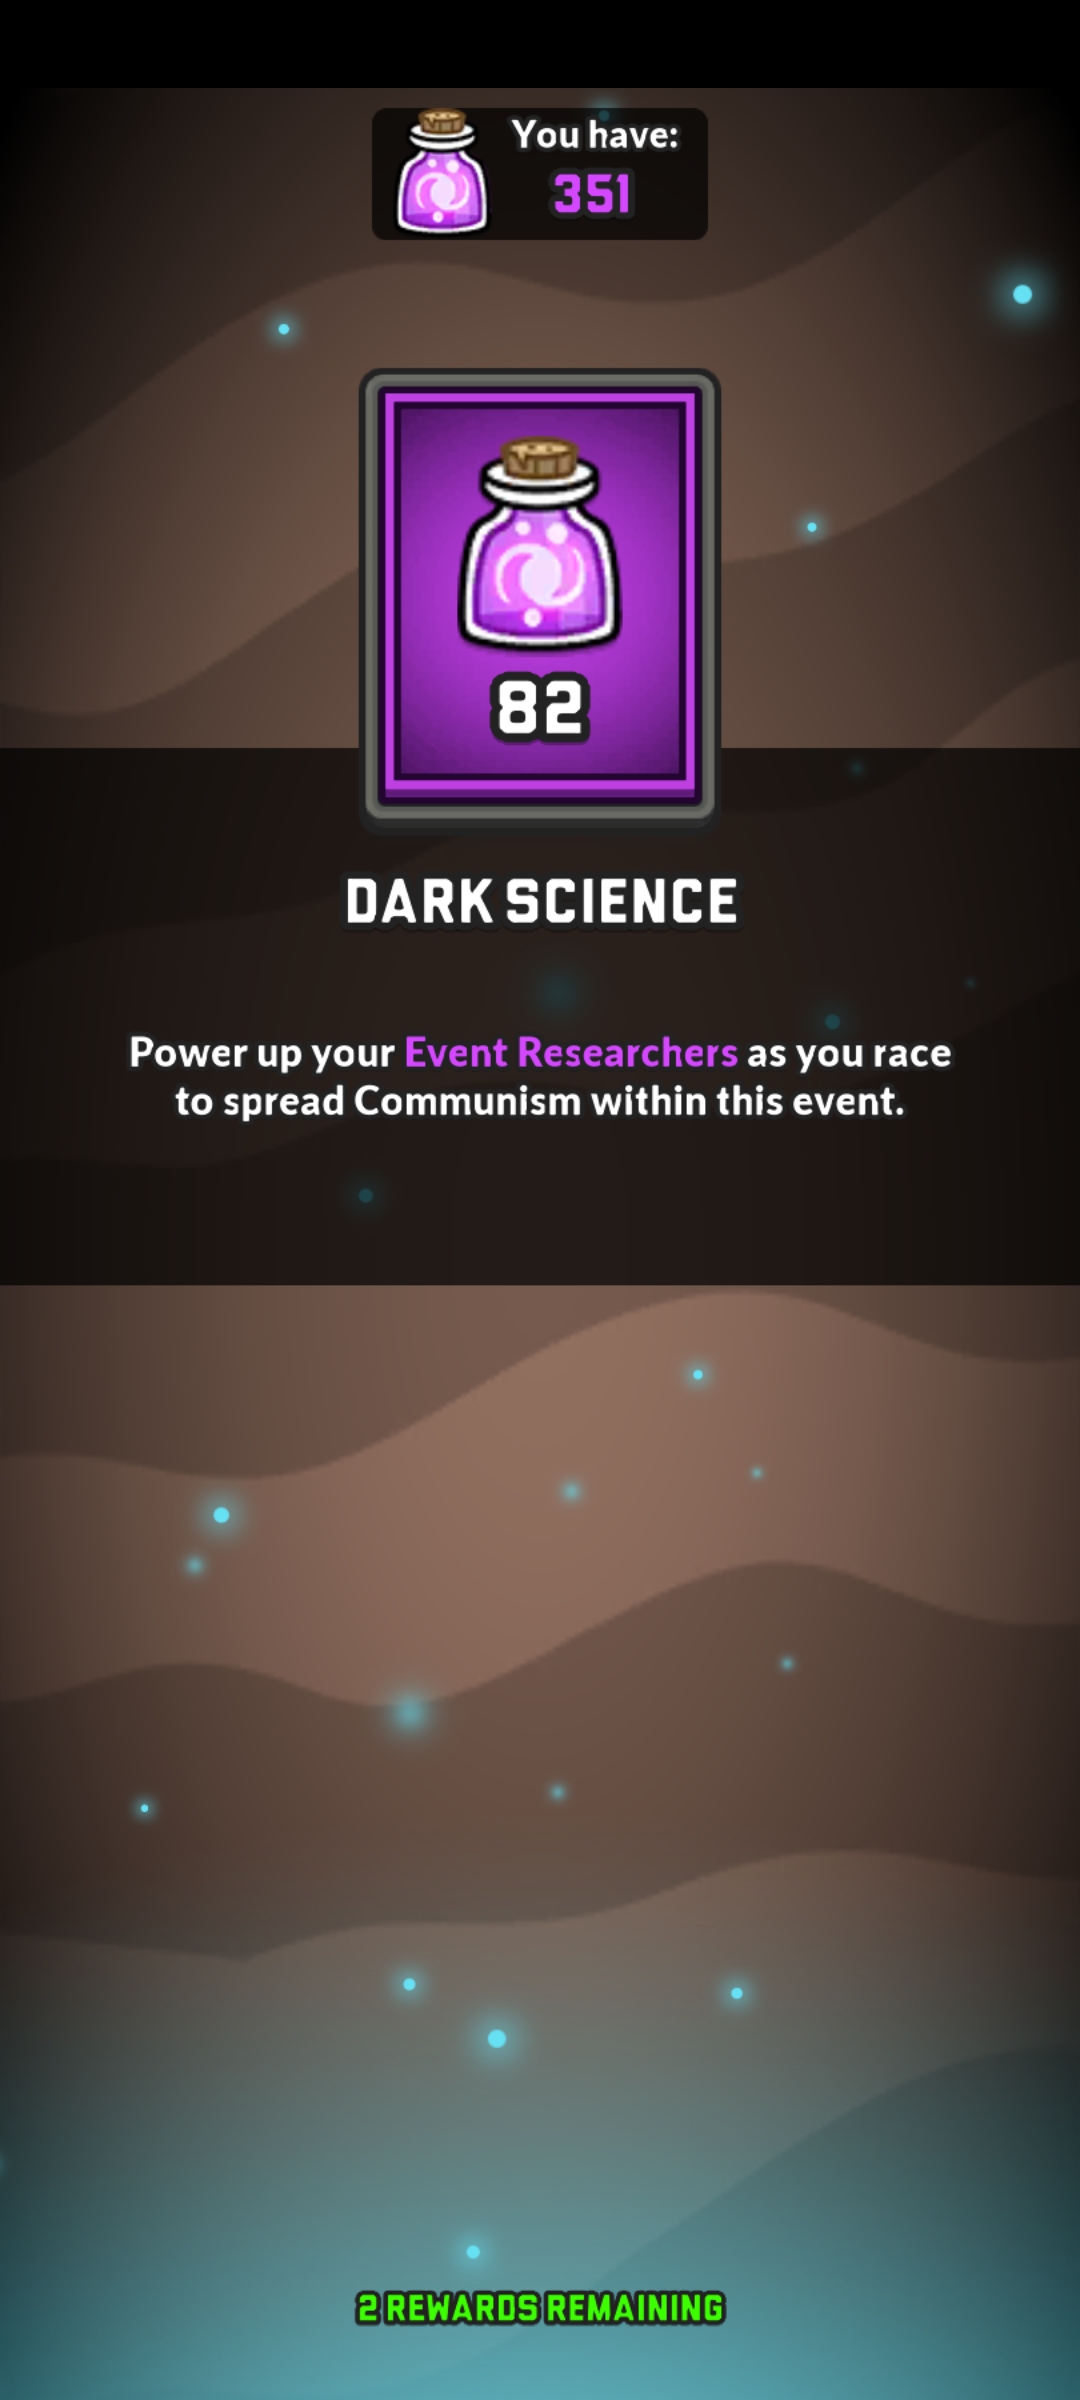 You have:
351
82
DARK SCIENCE
Power up your Event Researchers as you race
to spread Communism within this event.
2 REWARDS REMAINING